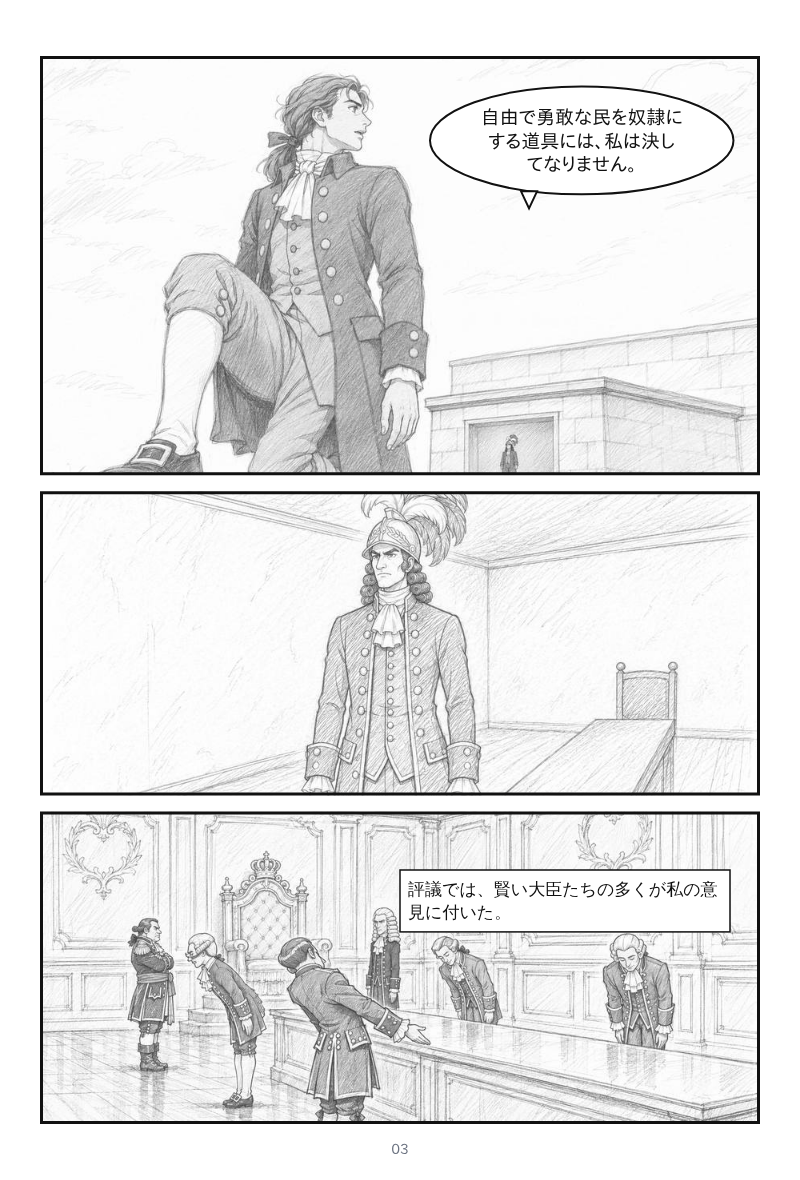 自由で勇敢な民を奴隷に
する道具には、私は決し
てなりません。
評議では、賢い大臣たちの多くが私の意
見に付いた。
03